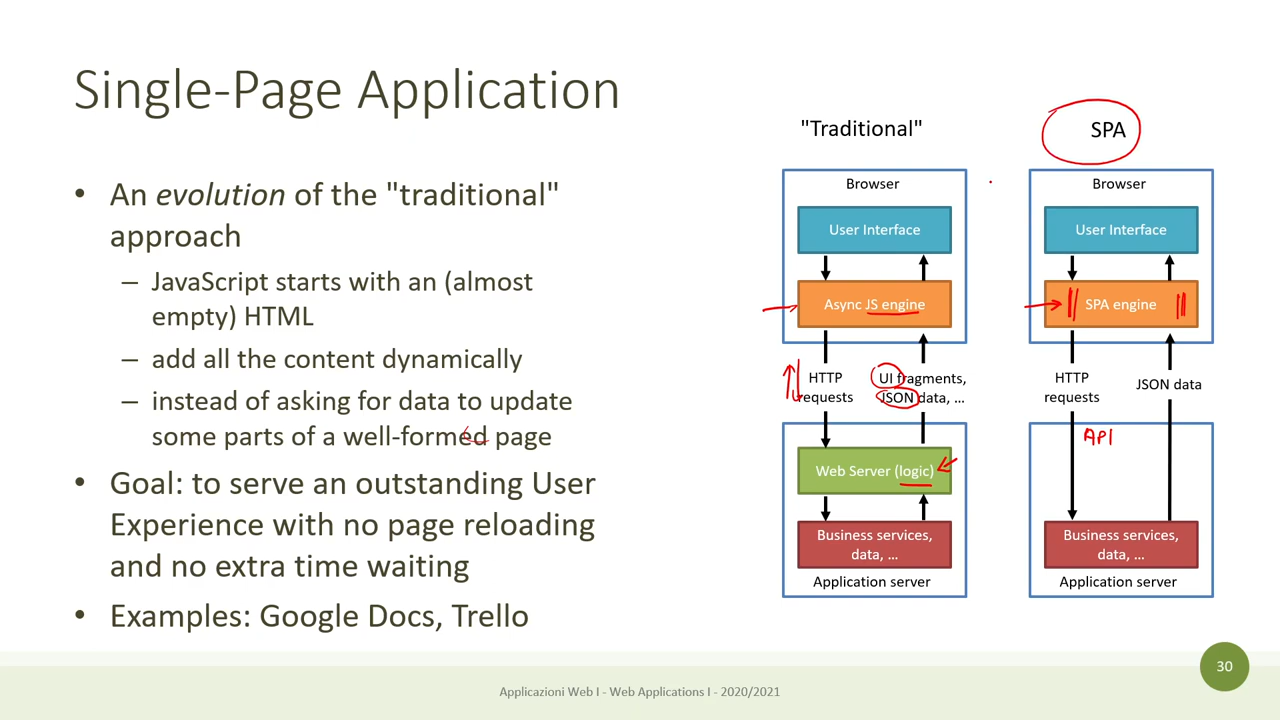 Single-Page Application
• An evolution of the "traditional"
approach
– JavaScript starts with an (almost
empty) HTML
– add all the content dynamically
– instead of asking for data to update
some parts of a well-formed page
• Goal: to serve an outstanding User
Experience with no page reloading
and no extra time waiting
• Examples: Google Docs, Trello
"Traditional"
Browser
User Interface
Async JS engine
HTTP
requests
UI fragments,
JSON data, ...
Web Server (logic)
Business services,
data, ...
Application server
SPA
Browser
User Interface
SPA engine
HTTP
requests
JSON data
API
Business services,
data, ...
Application server
30
Applicazioni Web I - Web Applications I - 2020/2021